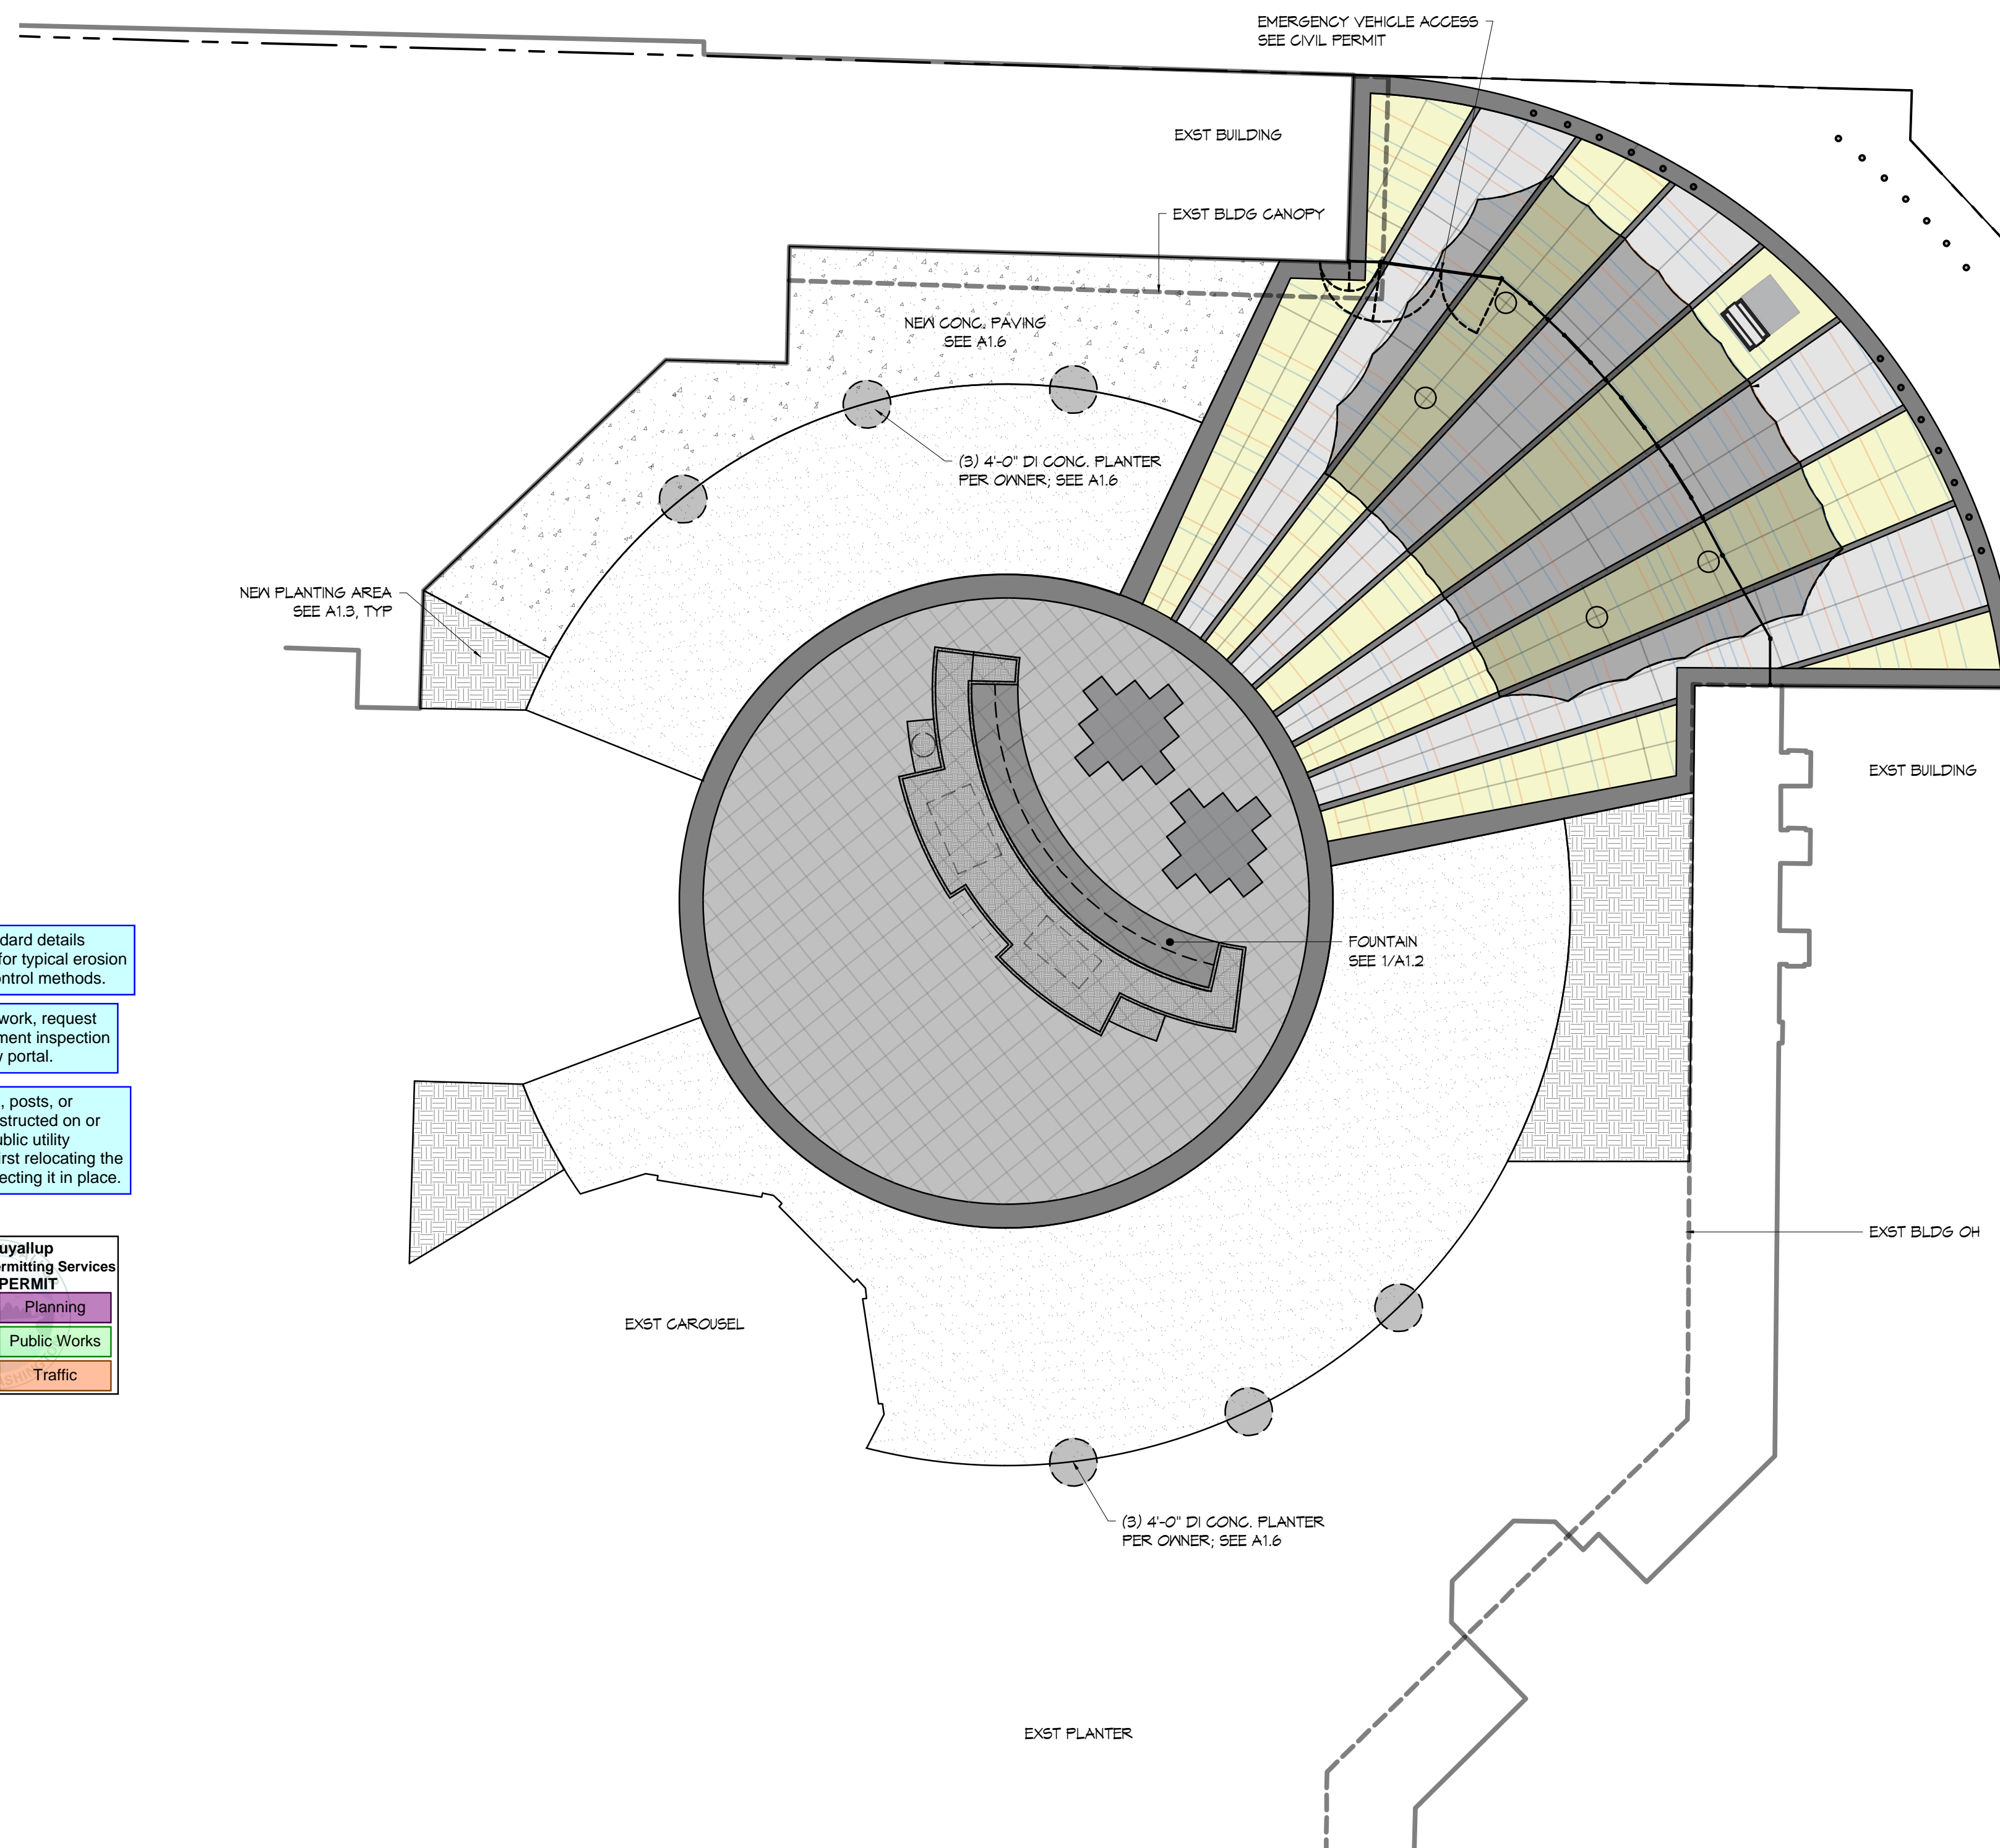 EMERGENCY VEHICLE ACCESS
SEE CIVIL PERMIT
EXST BUILDING
EXST BLDG CANOPY
NEW CONC. PAVING
SEE A1.6
(3) 4'-0" DI CONC. PLANTER
PER OWNER; SEE A1.6
NEW PLANTING AREA
SEE A1.3, TYP
EXST BUILDING
FOUNTAIN
SEE 1/A1.2
dard details
for typical erosion
ontrol methods.
work, request
ment inspection
w portal.
, posts, or
structed on or
ublic utility
irst relocating the
ecting it in place.
uyallup
ermitting Services
PERMIT
Planning
Public Works
Traffic
EXST BLDG OH
EXST CAROUSEL
(3) 4'-0" DI CONC. PLANTER
PER OWNER; SEE A1.6
EXST PLANTER